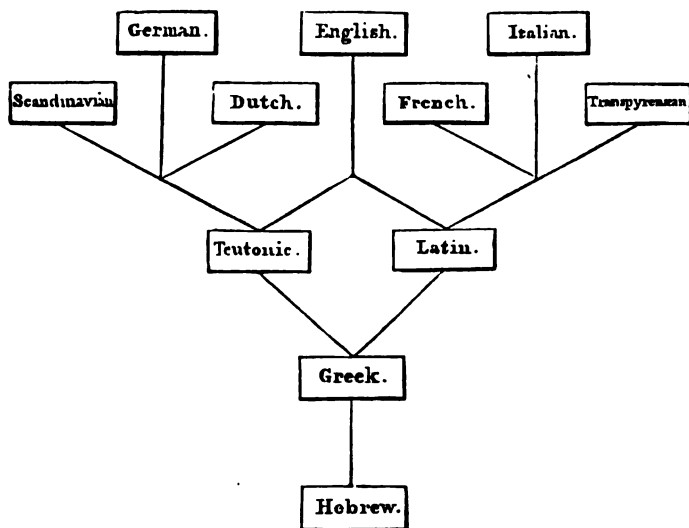 German.
English.
Italian.
Scandinavian
Dutch.
French.
Transpyrenean
Teutonic.
Latin.
Greek.
Hebrew.